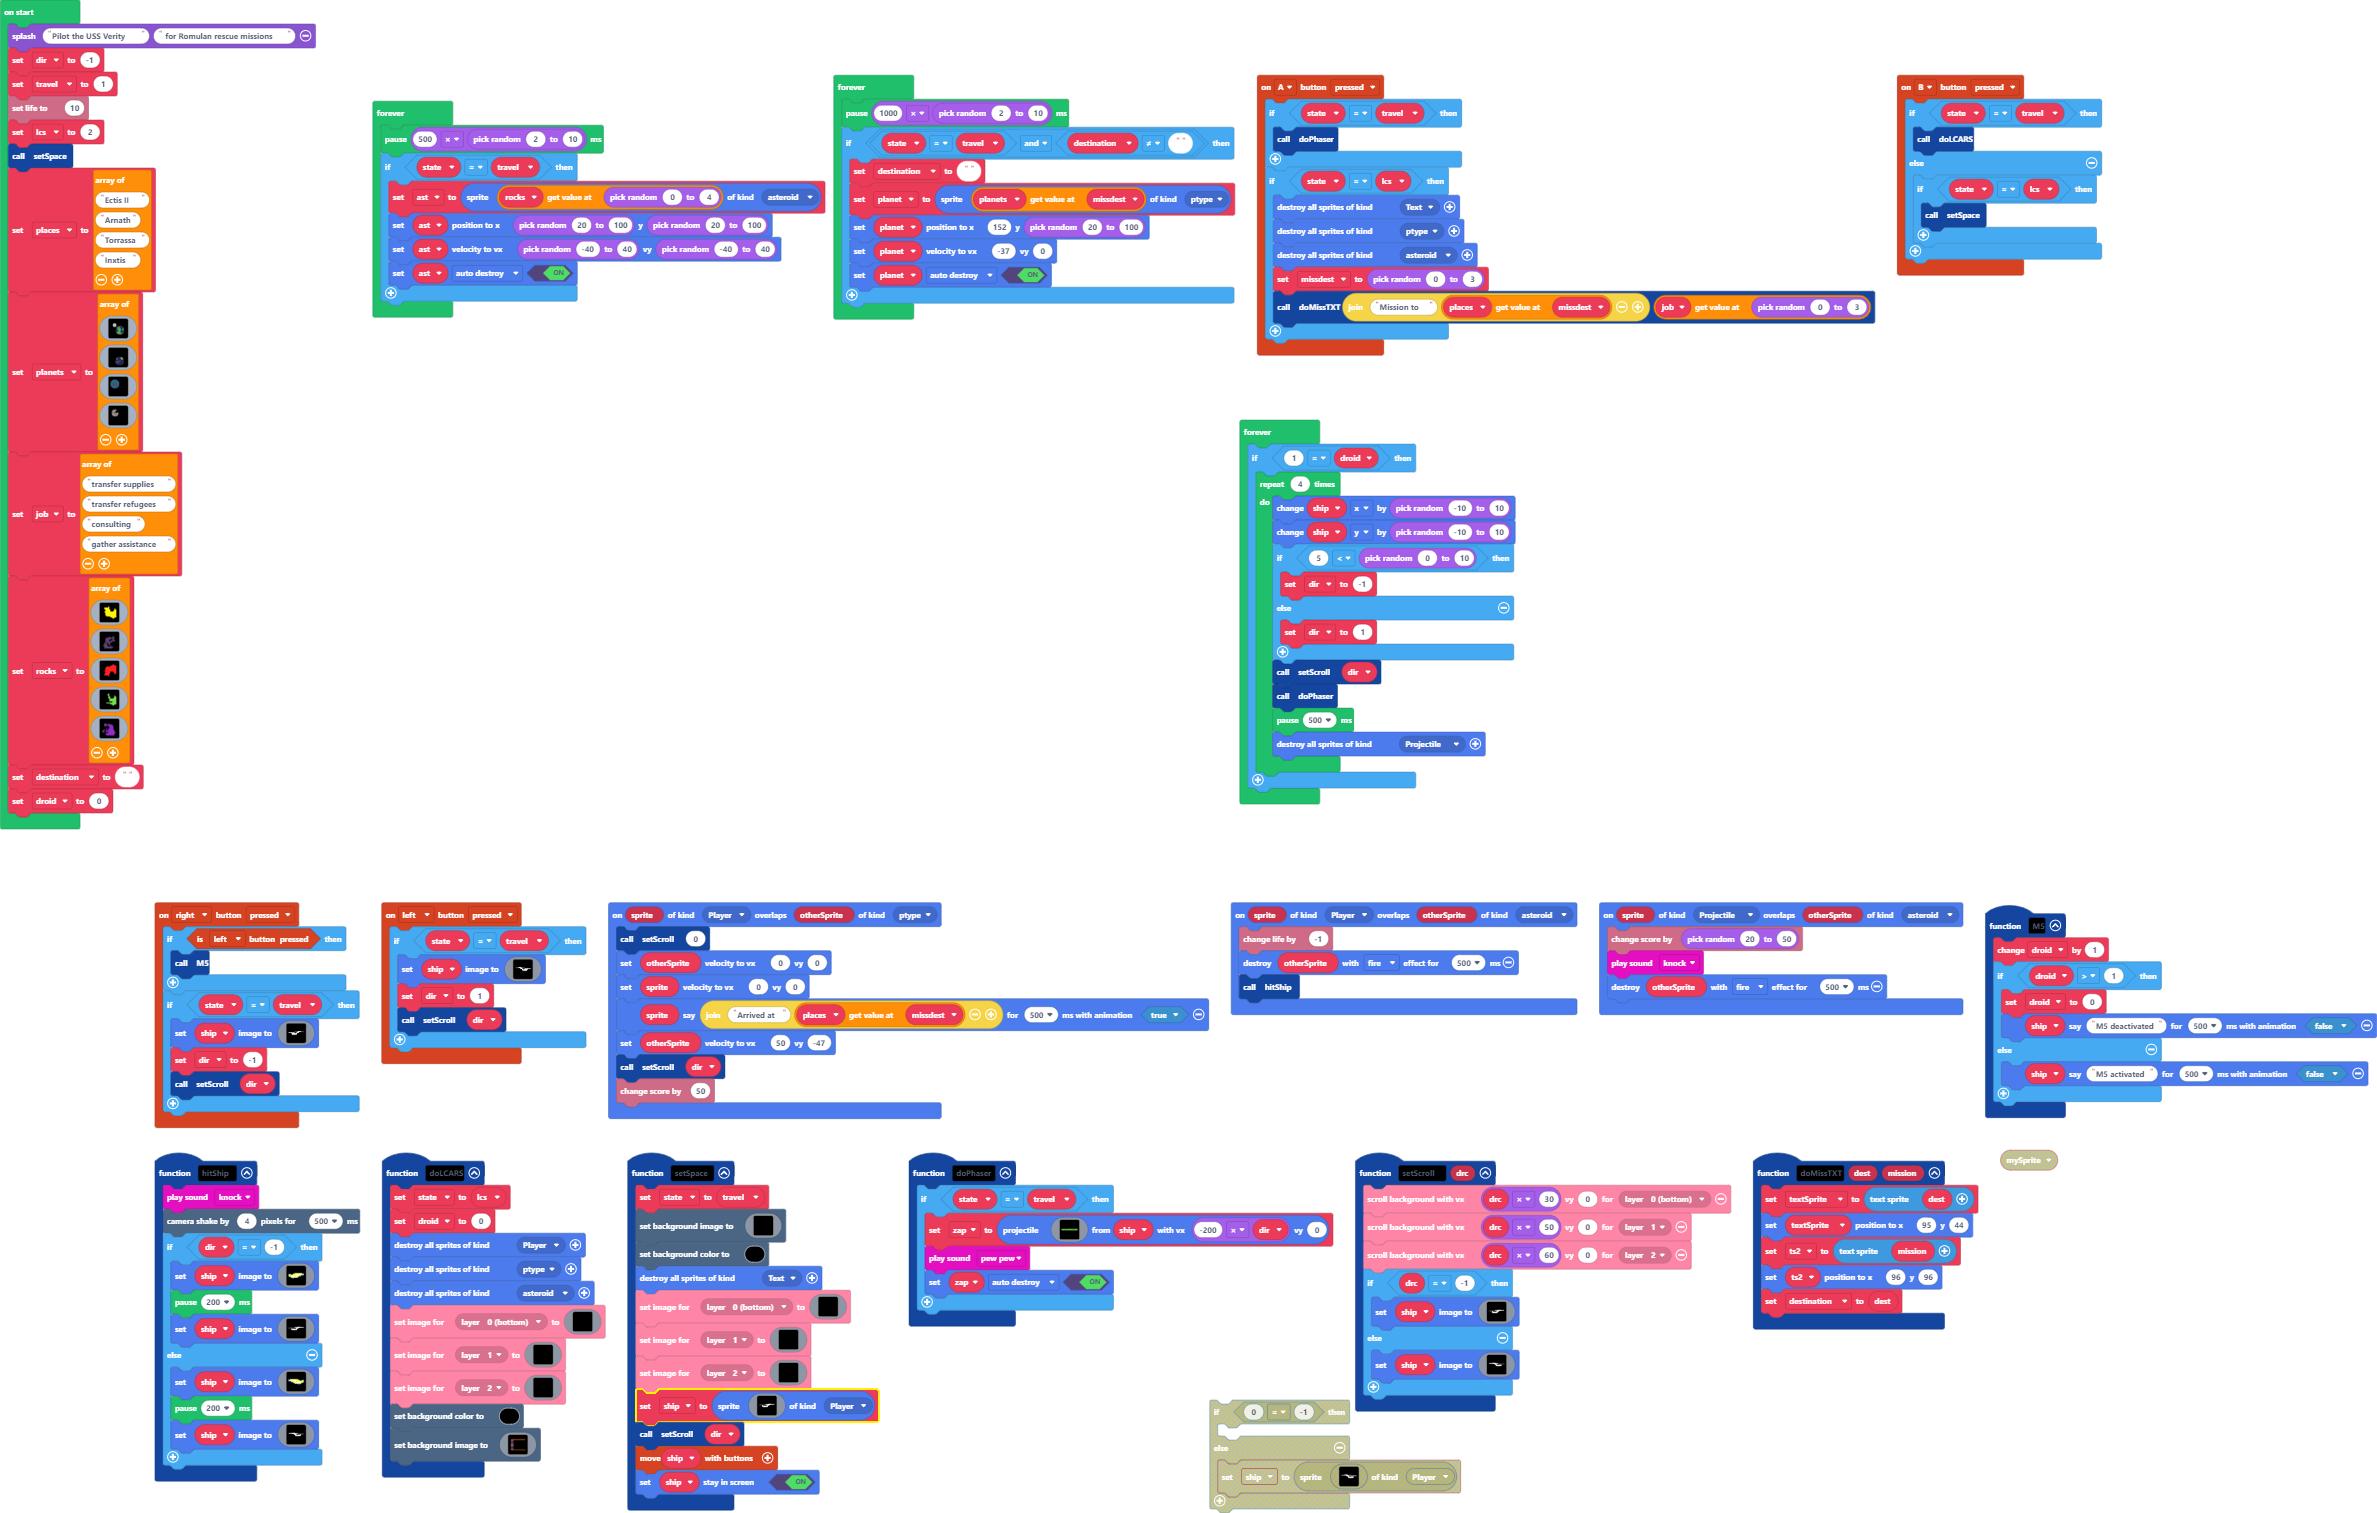 on start
splash "Pilot the USS Verity" "for Romulan rescue missions"
set dir to -1
set travel to 1
set life to 10
set lcs to 2
call setSpace
set places to array of
"Ectis II"
"Arnath"
"Torrassa"
"Inxtis"
set planets to array of
set job to array of
"transfer supplies"
"transfer refugees"
"consulting"
"gather assistance"
set rocks to array of
set destination to " "
set droid to 0
forever
pause 500 × pick random 2 to 10 ms
if state = travel then
set ast to sprite rocks get value at pick random 0 to 4 of kind asteroid
set ast position to x pick random 20 to 100 y pick random 20 to 100
set ast velocity to vx pick random -40 to 40 vy pick random -40 to 40
set ast auto destroy ON
forever
pause 1000 × pick random 2 to 10 ms
if state = travel and destination ≠ " " then
set destination to " "
set planet to sprite planets get value at missdest of kind ptype
set planet position to x 152 y pick random 20 to 100
set planet velocity to vx -37 vy 0
set planet auto destroy ON
on A button pressed
if state = travel then
call doPhaser
if state = lcs then
destroy all sprites of kind Text
destroy all sprites of kind ptype
destroy all sprites of kind asteroid
set missdest to pick random 0 to 3
call doMissTXT join "Mission to" places get value at missdest job get value at pick random 0 to 3
on B button pressed
if state = travel then
call doLCARS
else
if state = lcs then
call setSpace
forever
if 1 = droid then
repeat 4 times
do
change ship x by pick random -10 to 10
change ship y by pick random -10 to 10
if 5 < pick random 0 to 10 then
set dir to -1
else
set dir to 1
call setScroll dir
call doPhaser
pause 500 ms
destroy all sprites of kind Projectile
on right button pressed
if is left button pressed then
call M5
if state = travel then
set ship image to
set dir to -1
call setScroll dir
on left button pressed
if state = travel then
set ship image to
set dir to 1
call setScroll dir
on sprite of kind Player overlaps otherSprite of kind ptype
call setScroll 0
set otherSprite velocity to vx 0 vy 0
set sprite velocity to vx 0 vy 0
sprite say join "Arrived at" places get value at missdest for 500 ms with animation true
set otherSprite velocity to vx 50 vy -47
call setScroll dir
change score by 50
on sprite of kind Player overlaps otherSprite of kind asteroid
change life by -1
destroy otherSprite with fire effect for 500 ms
call hitShip
on sprite of kind Projectile overlaps otherSprite of kind asteroid
change score by pick random 20 to 50
play sound knock
destroy otherSprite with fire effect for 500 ms
function M5
change droid by 1
if droid > 1 then
set droid to 0
ship say "M5 deactivated" for 500 ms with animation false
else
ship say "M5 activated" for 500 ms with animation false
function hitShip
play sound knock
camera shake by 4 pixels for 500 ms
if dir = -1 then
set ship image to
pause 200 ms
set ship image to
else
set ship image to
pause 200 ms
set ship image to
function doLCARS
set state to lcs
set droid to 0
destroy all sprites of kind Player
destroy all sprites of kind ptype
destroy all sprites of kind asteroid
set image for layer 0 (bottom) to
set image for layer 1 to
set image for layer 2 to
set background color to
set background image to
function setSpace
set state to travel
set background image to
set background color to
destroy all sprites of kind Text
set image for layer 0 (bottom) to
set image for layer 1 to
set image for layer 2 to
set ship to sprite of kind Player
call setScroll dir
move ship with buttons
set ship stay in screen ON
function doPhaser
if state = travel then
set zap to projectile from ship with vx -200 × dir vy 0
play sound pew pew
set zap auto destroy ON
function setScroll drc
scroll background with vx drc × 30 vy 0 for layer 0 (bottom)
scroll background with vx drc × 50 vy 0 for layer 1
scroll background with vx drc × 60 vy 0 for layer 2
if drc = -1 then
set ship image to
else
set ship image to
function doMissTXT dest mission
set textSprite to text sprite dest
set textSprite position to x 95 y 44
set ts2 to text sprite mission
set ts2 position to x 96 y 96
set destination to dest
mySprite
if 0 = -1 then
else
set ship to sprite of kind Player